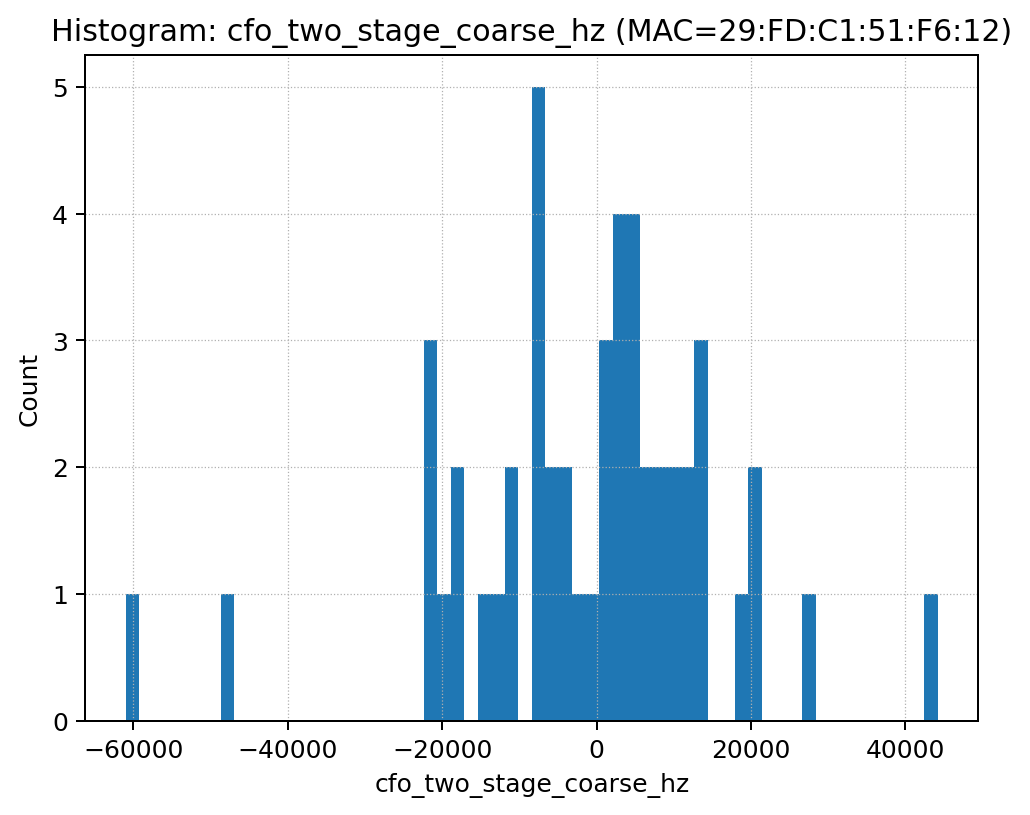 Histogram: cfo_two_stage_coarse_hz (MAC=29:FD:C1:51:F6:12)
5
4
3
2
1
0
Count
−60000 −40000 −20000 0 20000 40000
cfo_two_stage_coarse_hz